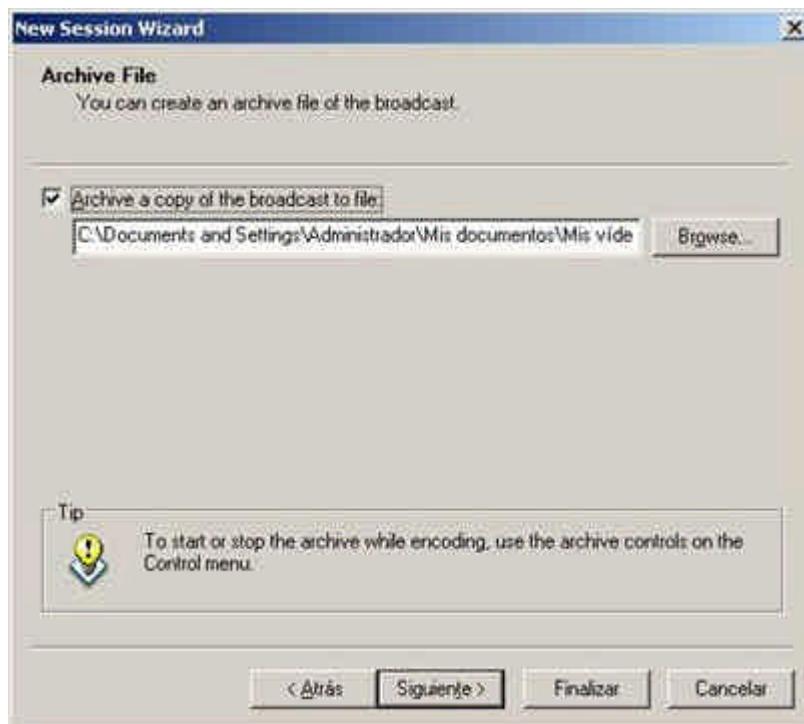 New Session Wizard
Archive File
You can create an archive file of the broadcast.
Archive a copy of the broadcast to file:
C:\Documents and Settings\Administrador\Mis documentos\Mis víde
Browse...
Tip
To start or stop the archive while encoding, use the archive controls on the
Control menu.
< Atrás
Siguiente >
Finalizar
Cancelar